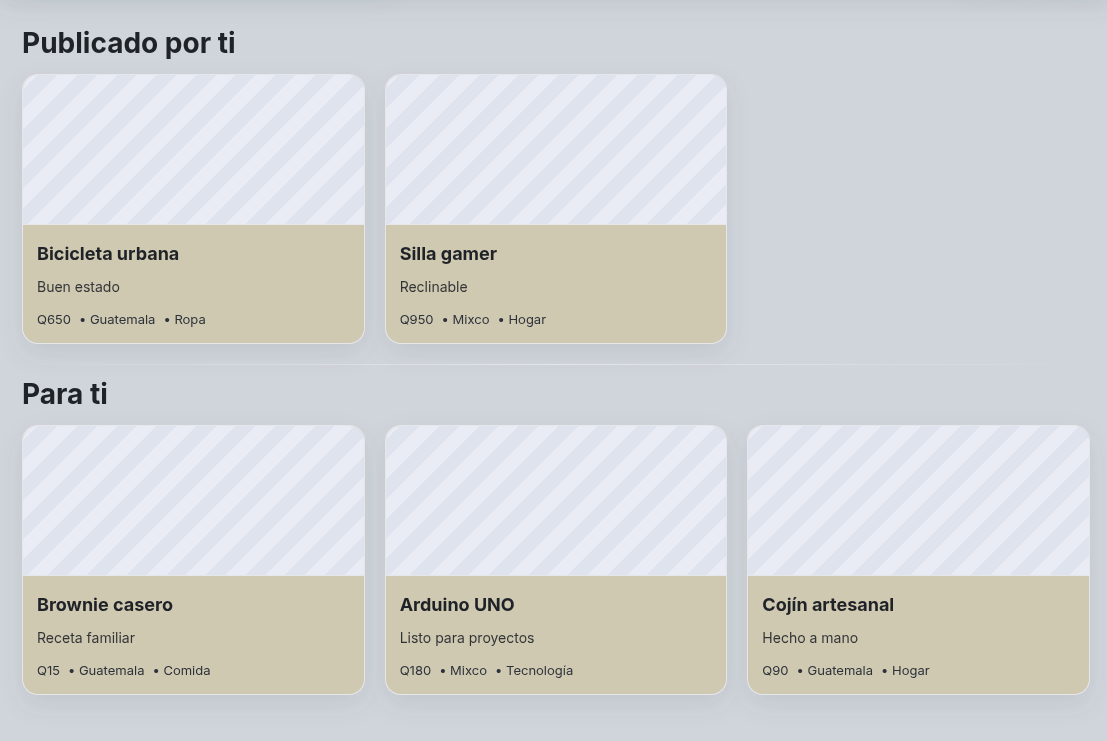 Publicado por ti
Bicicleta urbana
Buen estado
Q650 • Guatemala • Ropa
Silla gamer
Reclinable
Q950 • Mixco • Hogar
Para ti
Brownie casero
Receta familiar
Q15 • Guatemala • Comida
Arduino UNO
Listo para proyectos
Q180 • Mixco • Tecnología
Cojín artesanal
Hecho a mano
Q90 • Guatemala • Hogar